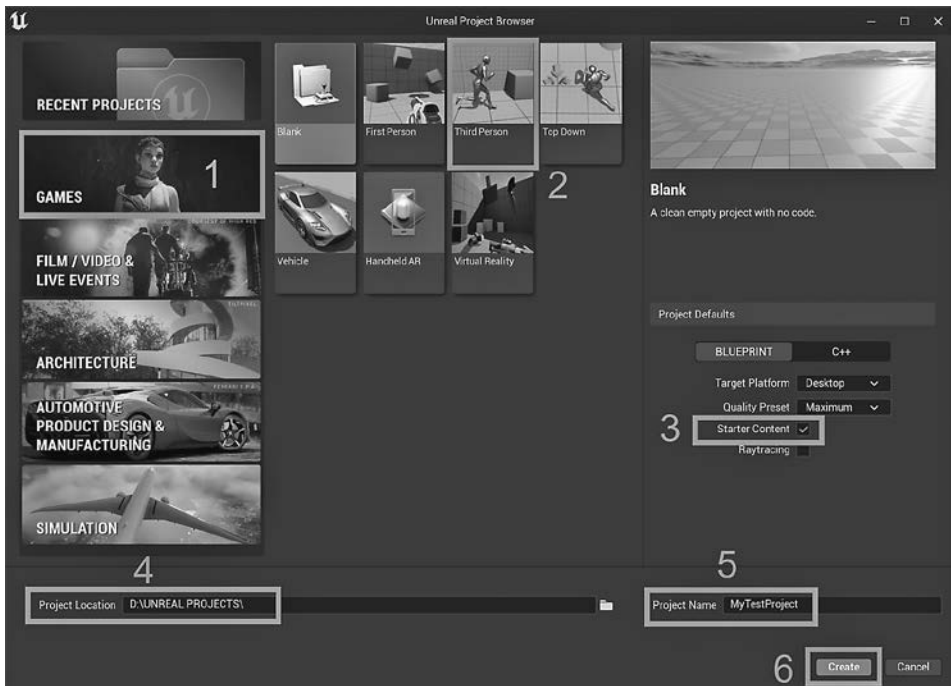 Unreal Project Browser
RECENT PROJECTS
GAMES
1
FILM / VIDEO &
LIVE EVENTS
ARCHITECTURE
AUTOMOTIVE
PRODUCT DESIGN &
MANUFACTURING
SIMULATION
Blank
First Person
Third Person
Top Down
2
Vehicle
Handheld AR
Virtual Reality
Blank
A clean empty project with no code.
Project Defaults
BLUEPRINT C++
Target Platform Desktop
Quality Preset Maximum
3 Starter Content
Raytracing
4
Project Location D:\UNREAL PROJECTS\
5
Project Name MyTestProject
6 Create Cancel